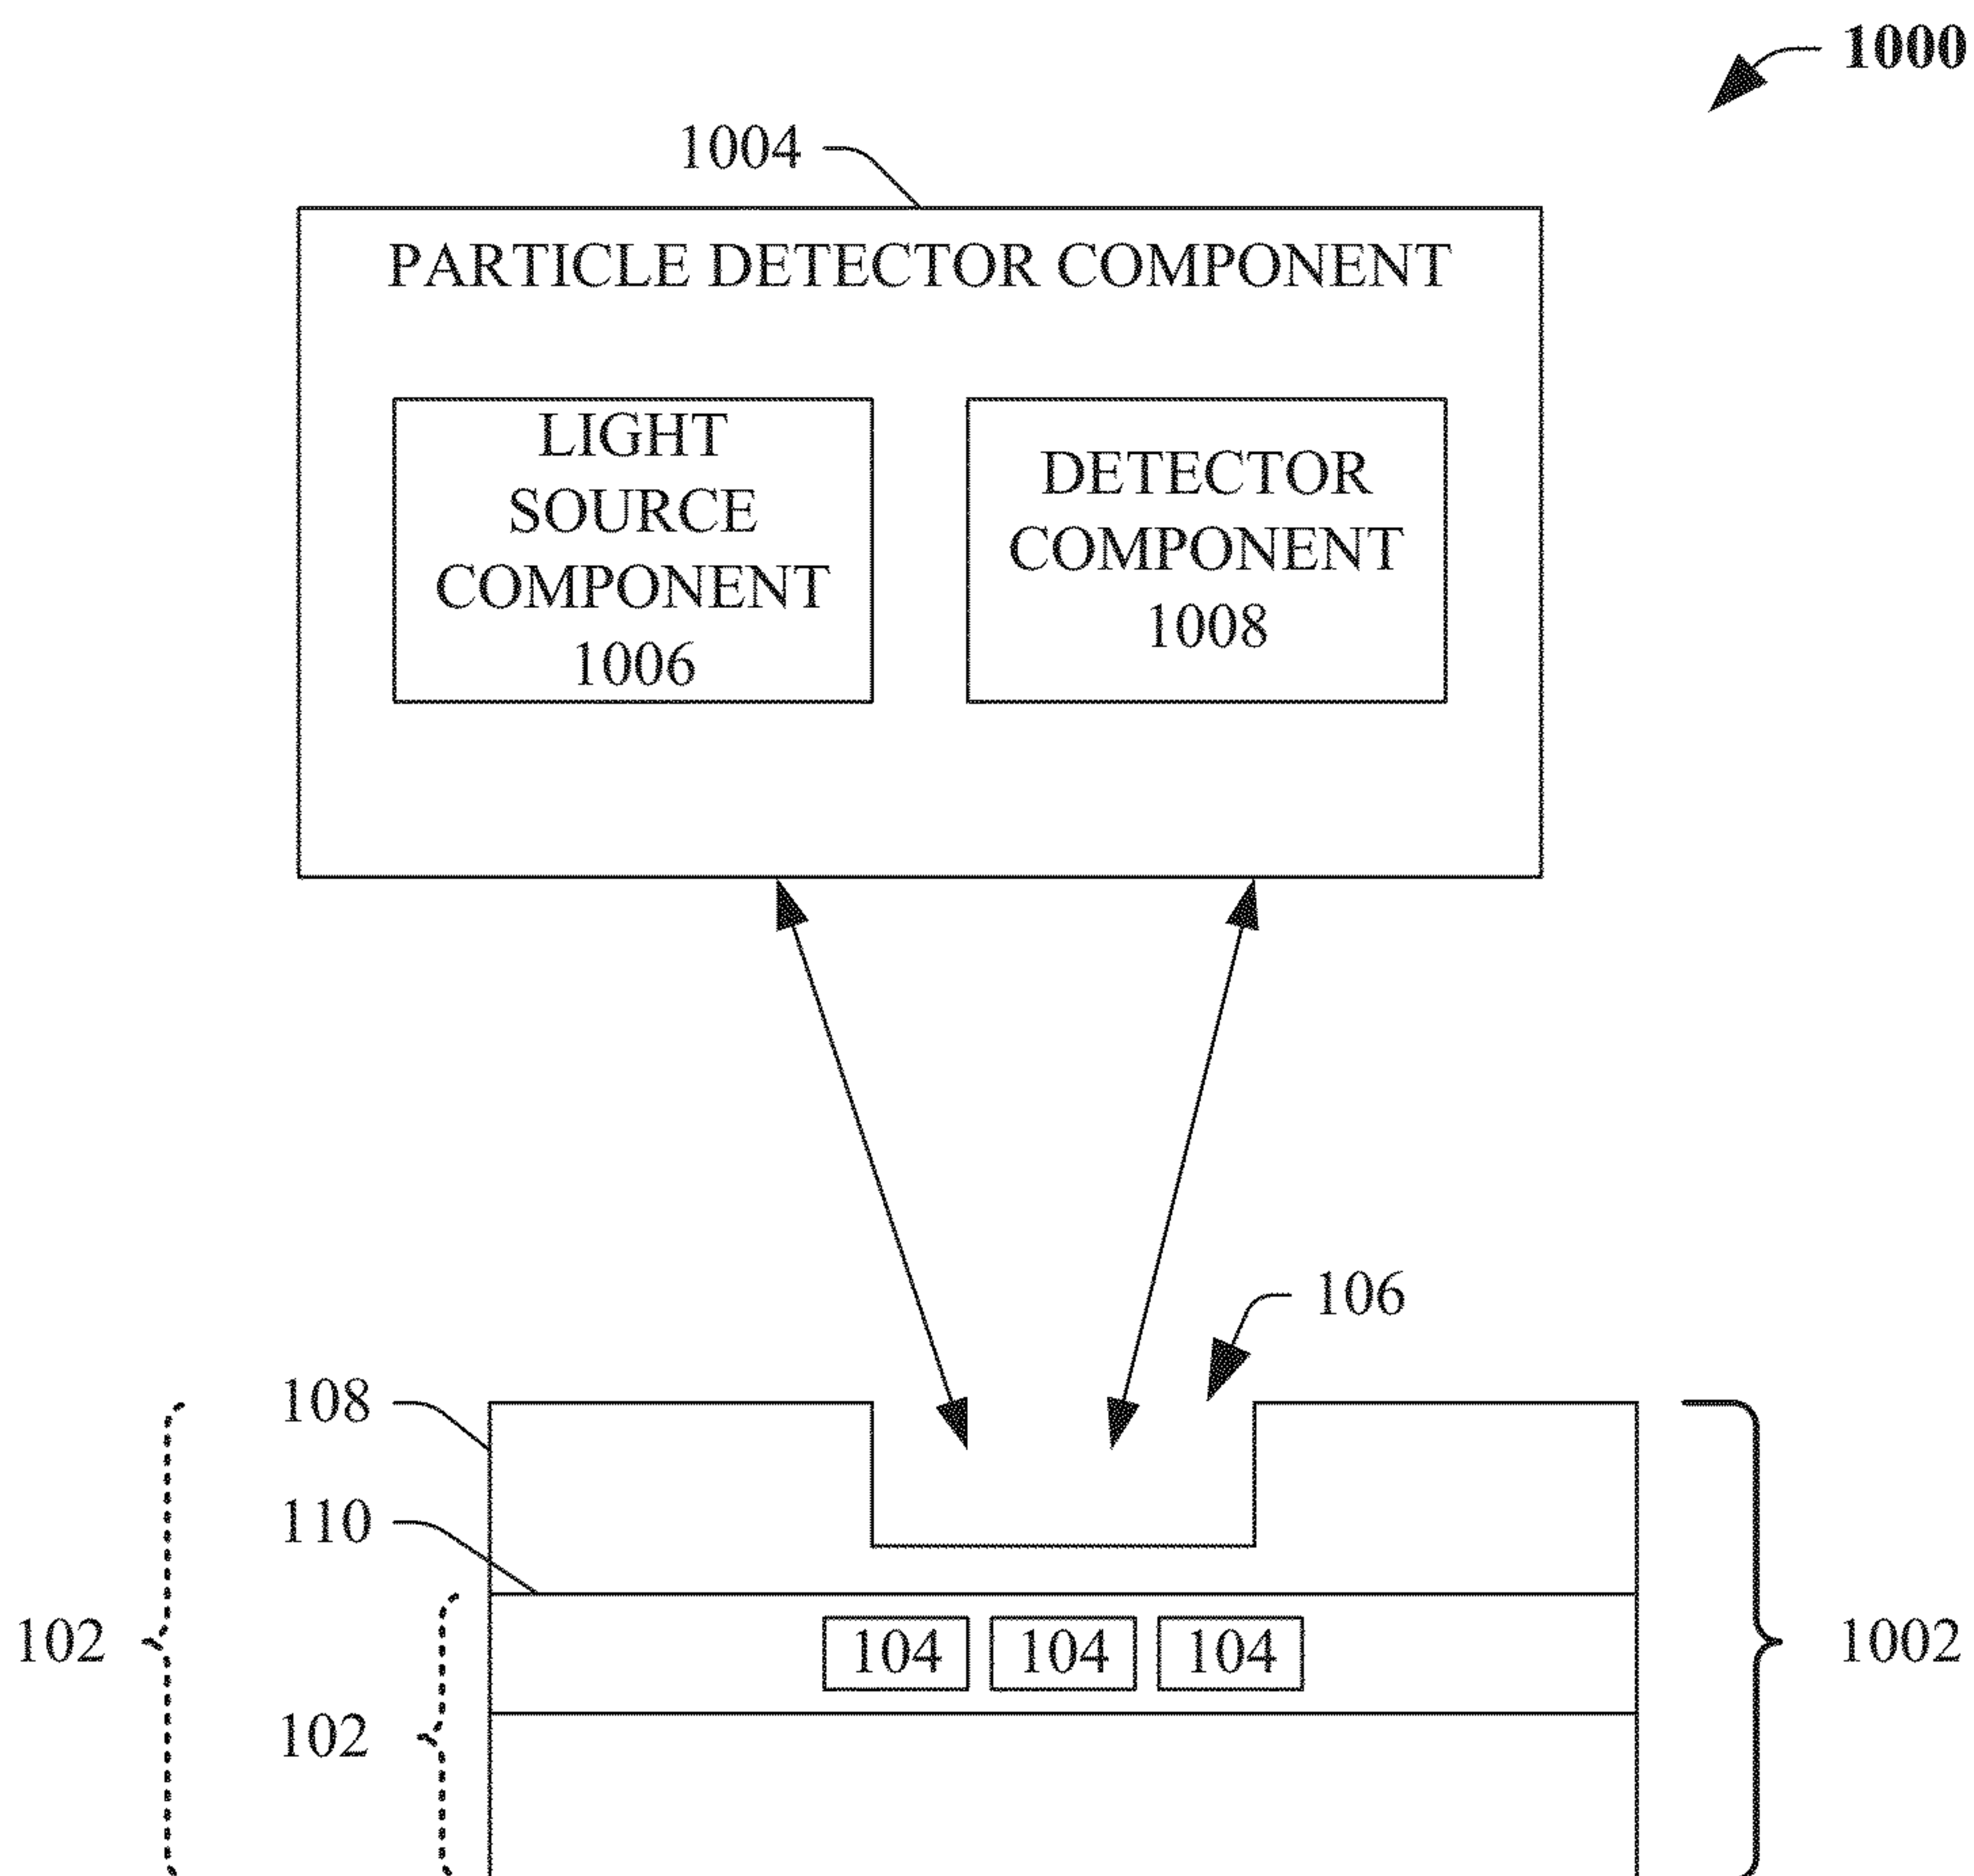 1000
1004
PARTICLE DETECTOR COMPONENT
LIGHT
SOURCE
COMPONENT
1006
DETECTOR
COMPONENT
1008
106
108
110
102
104 104 104
102
1002